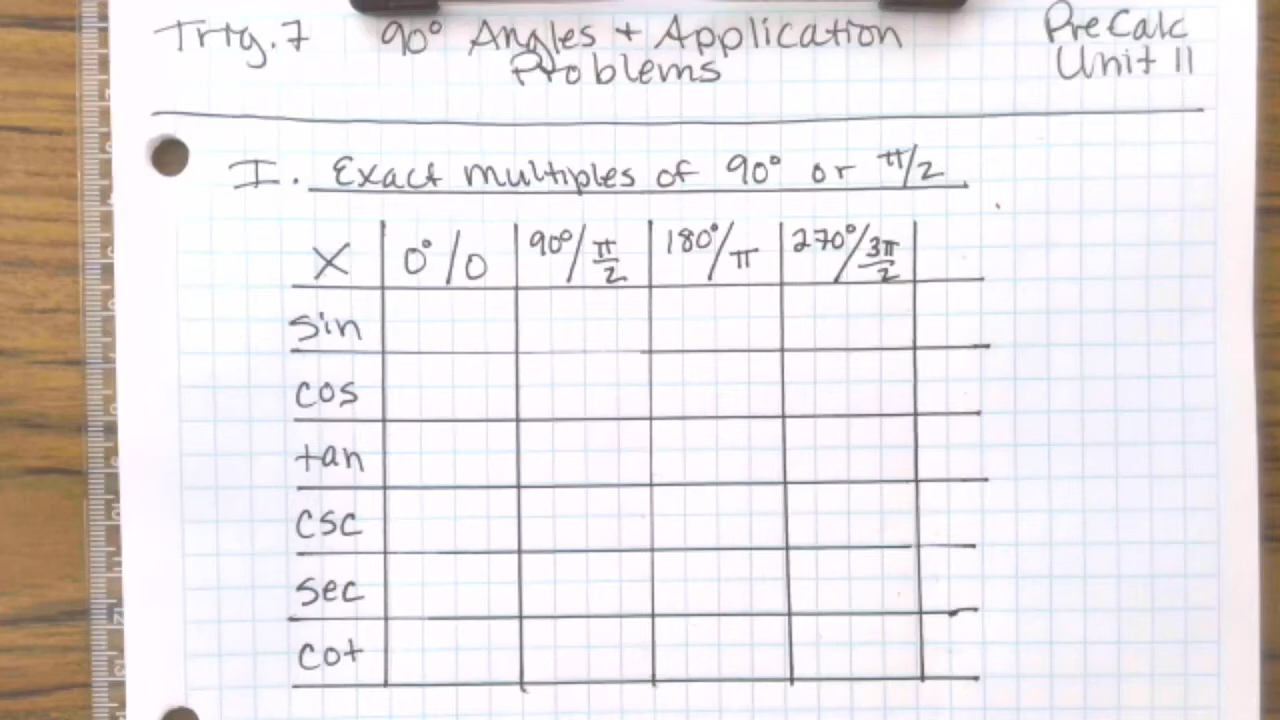 Trig.7 90° Angles + Application Problems PreCalc Unit 11
I. Exact multiples of 90° or π/2
X 0°/0 90°/π/2 180°/π 270°/3π/2
sin
cos
tan
csc
sec
cot